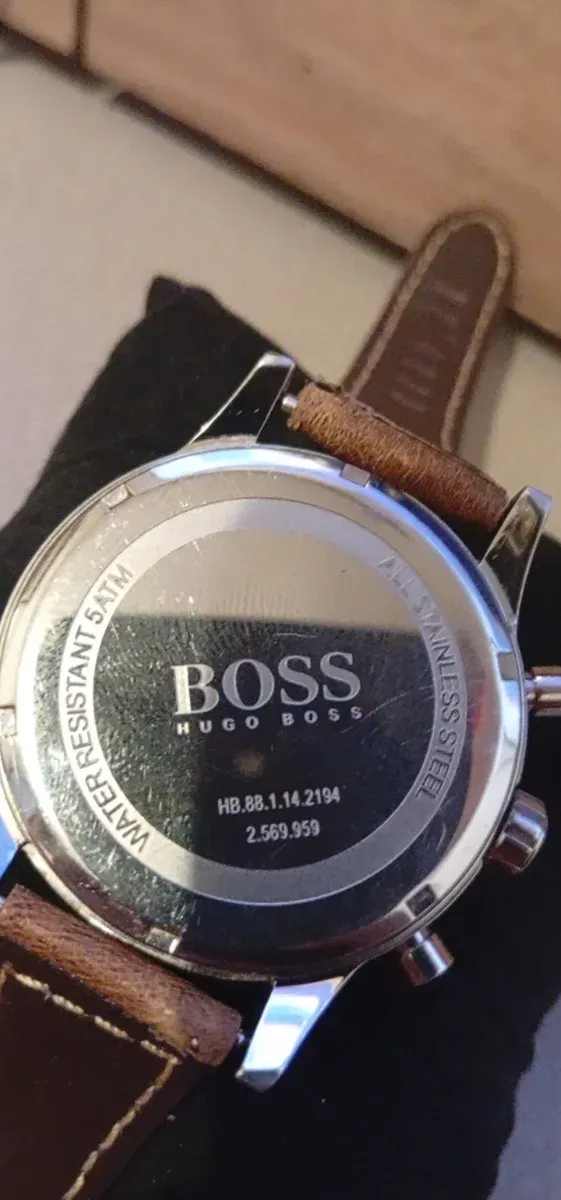 BOSS
HUGO BOSS
HB.88.1.14.2194
2.569.959
WATER RESISTANT 5ATM
ALL STAINLESS STEEL